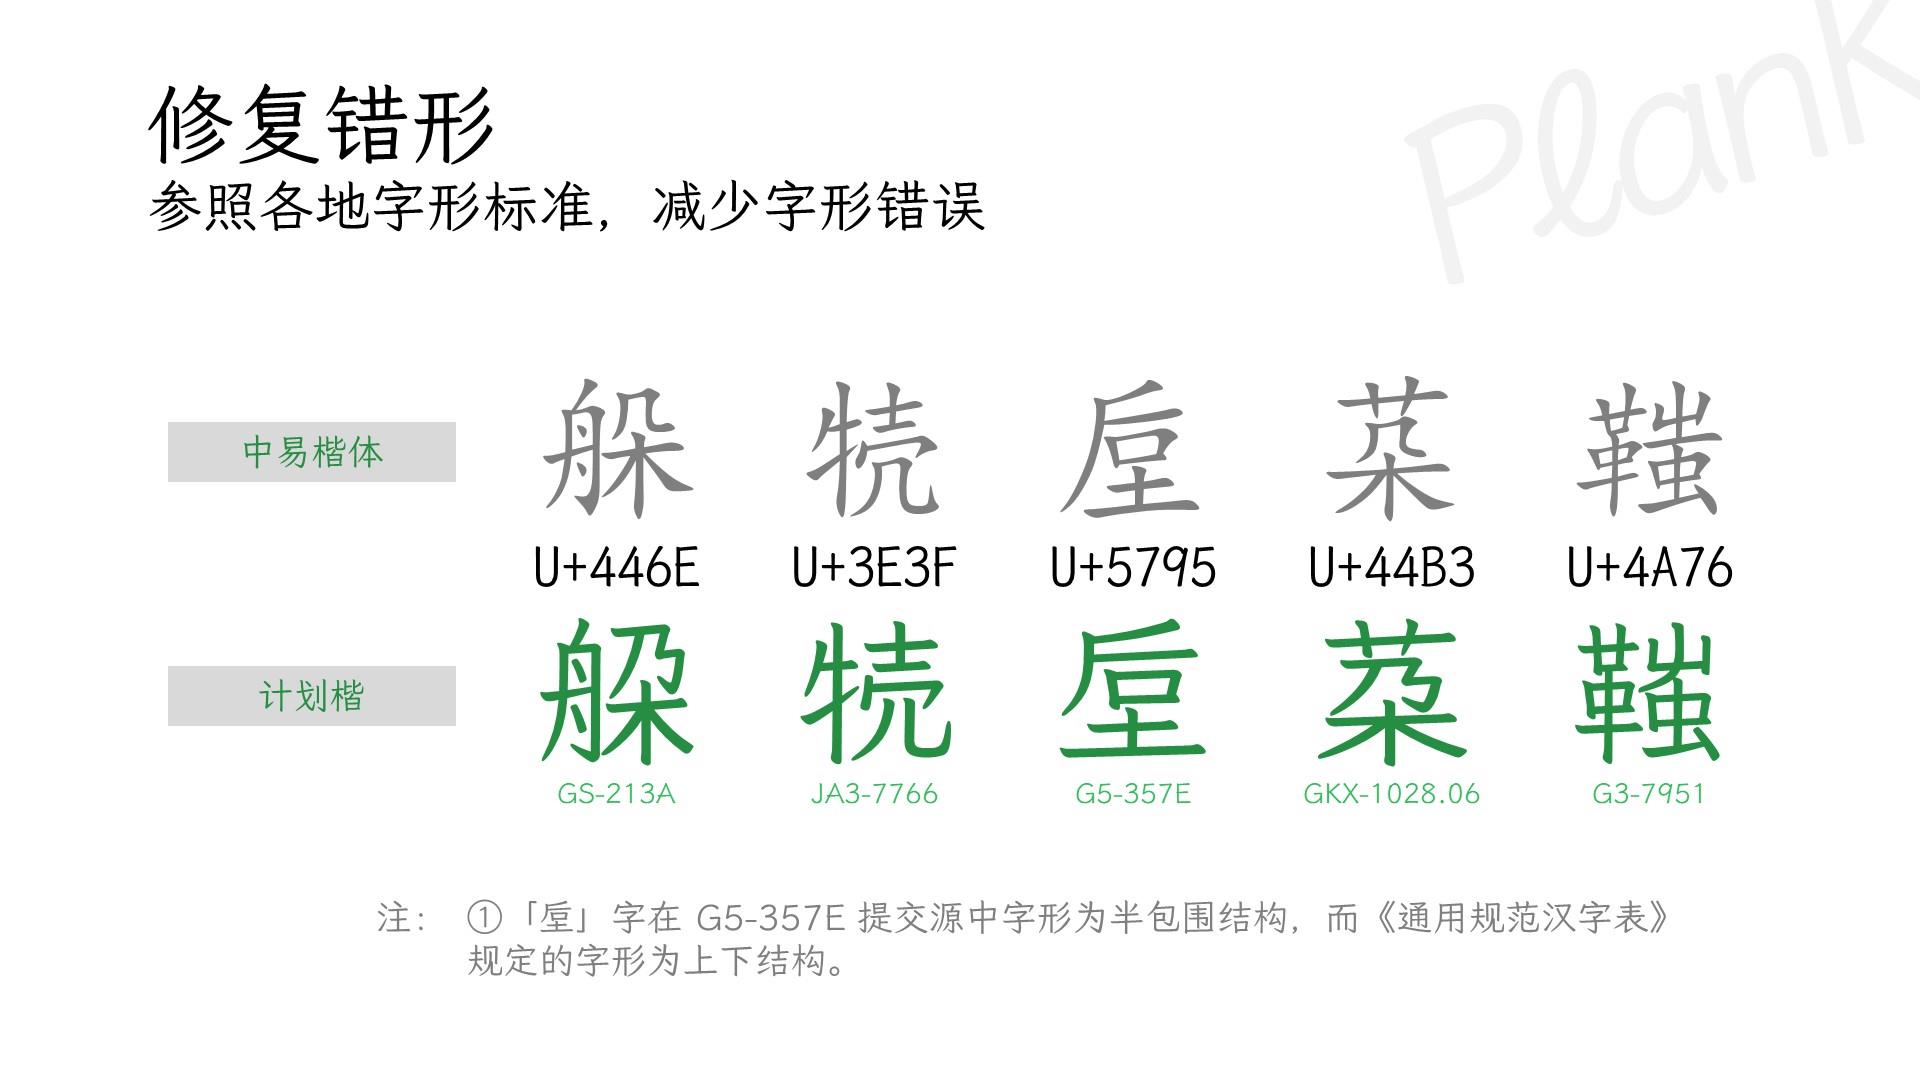 PlanK
修复错形
参照各地字形标准，减少字形错误
中易楷体 䑮 㸿 垕 䒳 䩶
U+446E U+3E3F U+5795 U+44B3 U+4A76
计划楷 䑮 㸿 垕 䒳 䩶
GS-213A JA3-7766 G5-357E GKX-1028.06 G3-7951
注： ①「垕」字在 G5-357E 提交源中字形为半包围结构，而《通用规范汉字表》
规定的字形为上下结构。